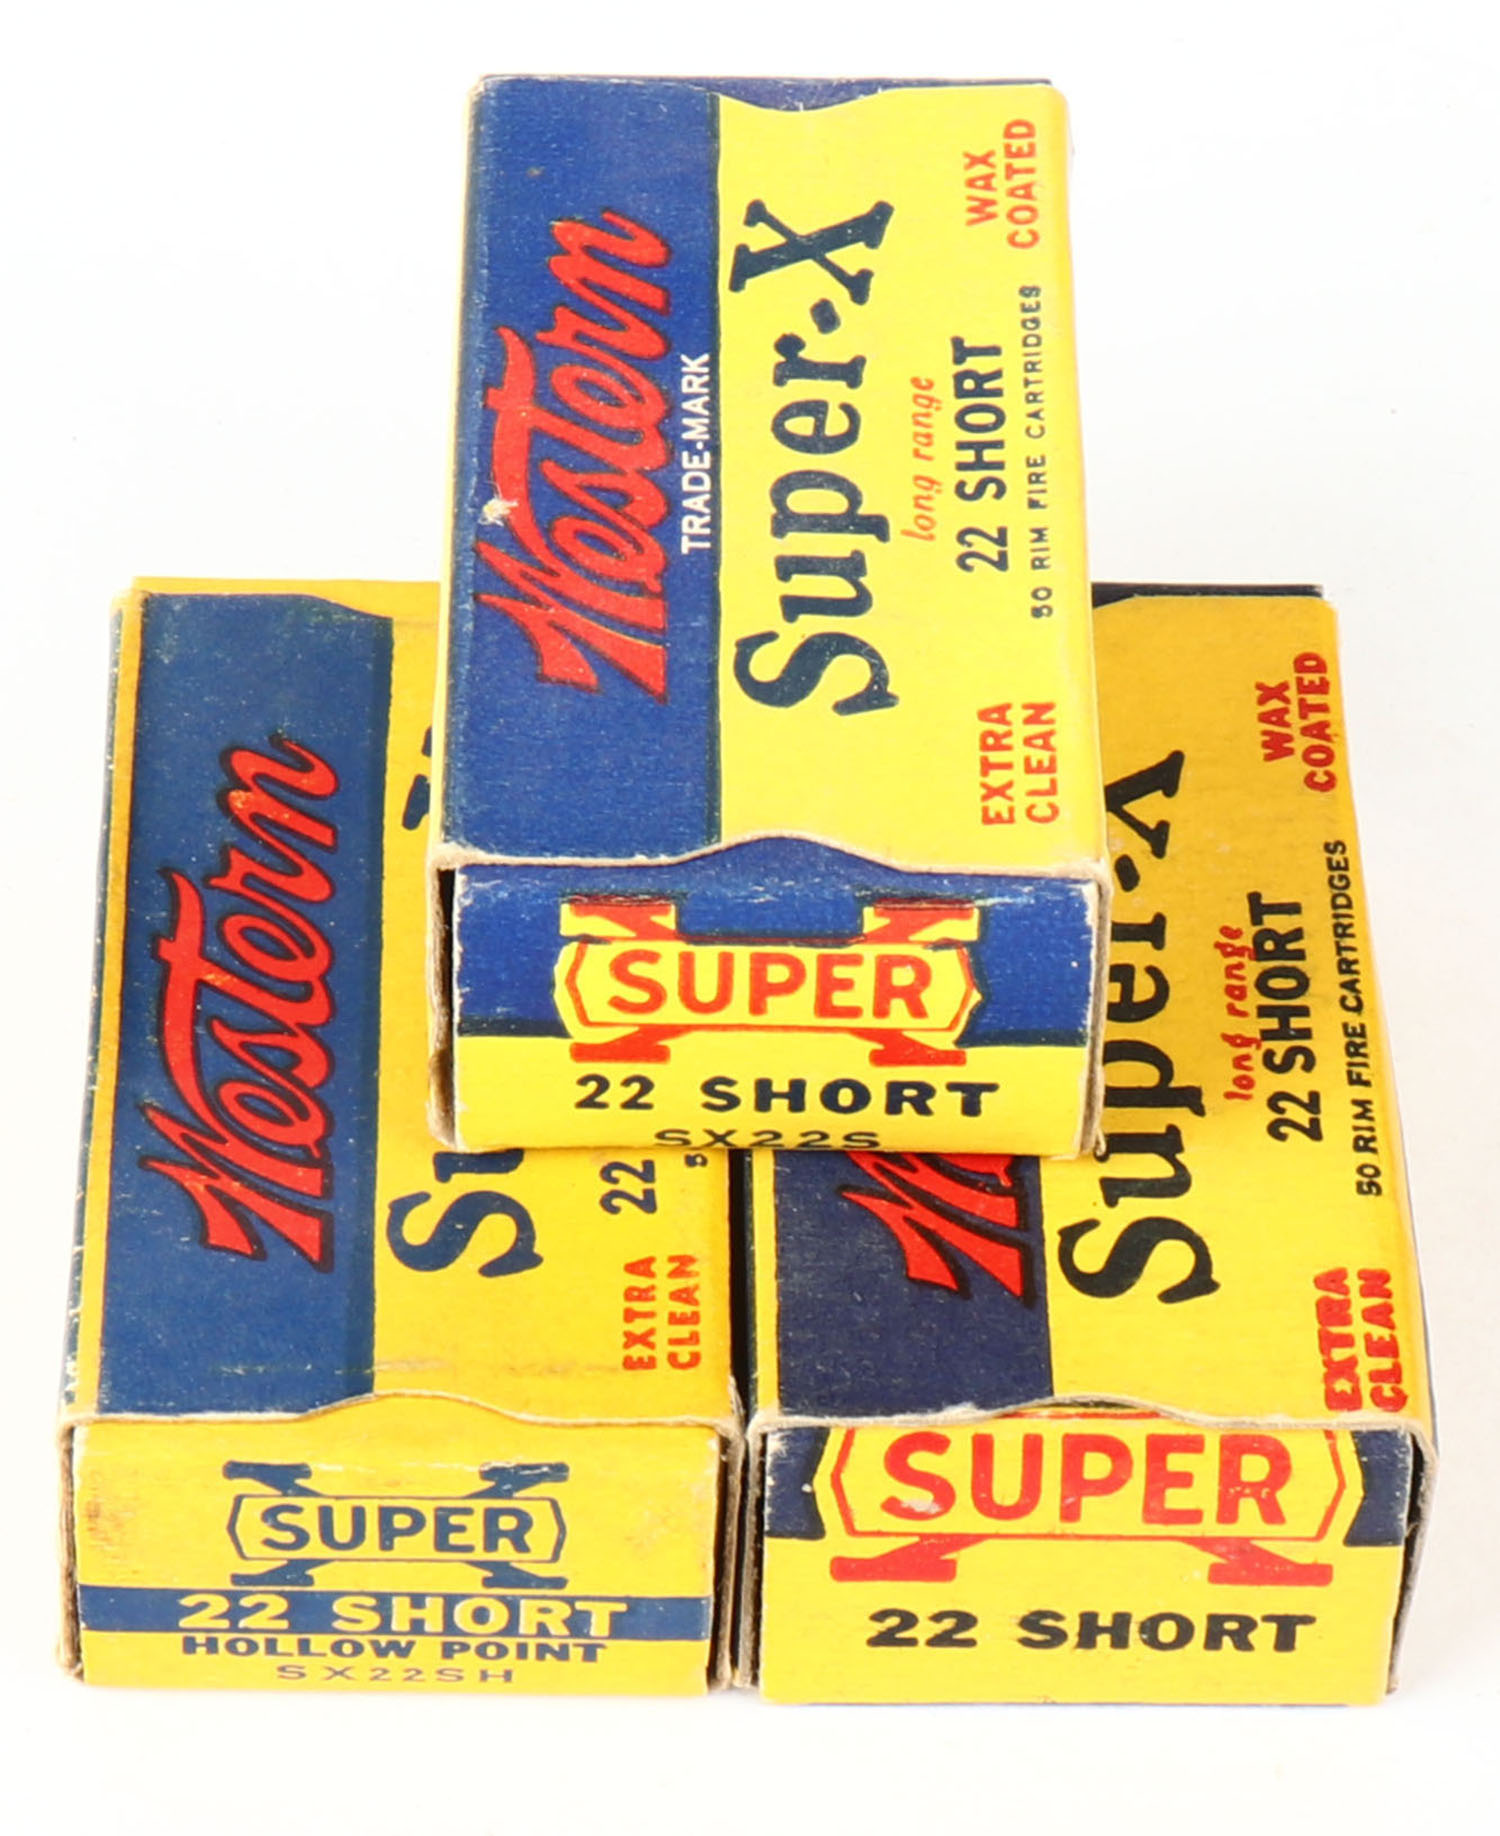 Western
TRADE-MARK
Super-X
long range
22 SHORT
50 RIM FIRE CARTRIDGES
EXTRA
CLEAN
WAX
COATED
SUPER
22 SHORT
SX22S
Western
22
EXTRA
CLEAN
SUPER
22 SHORT
HOLLOW POINT
SX22SH
Super-X
long range
22 SHORT
50 RIM FIRE CARTRIDGES
EXTRA
CLEAN
WAX
COATED
SUPER
22 SHORT